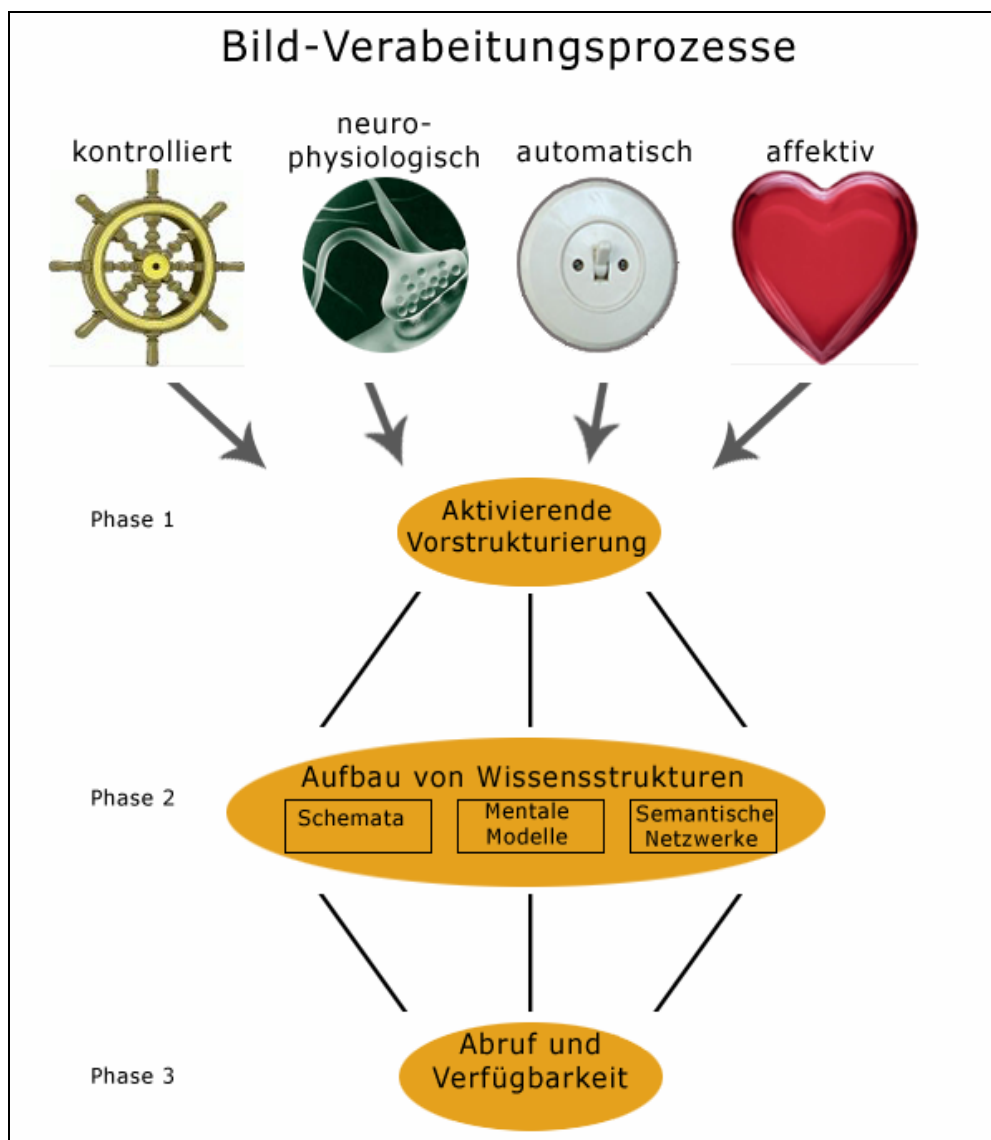 Bild-Verabeitungsprozesse
kontrolliert
neuro-
physiologisch
automatisch
affektiv
Phase 1
Aktivierende
Vorstrukturierung
Phase 2
Aufbau von Wissensstrukturen
Schemata
Mentale
Modelle
Semantische
Netzwerke
Phase 3
Abruf und
Verfügbarkeit